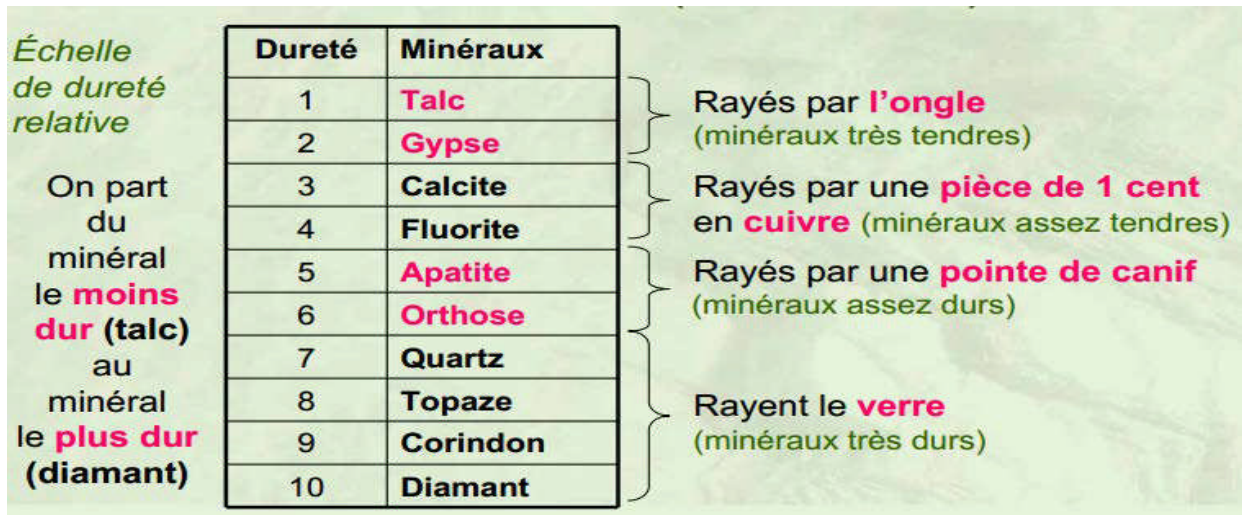 Échelle
de dureté
relative
On part
du
minéral
le moins
dur (talc)
au
minéral
le plus dur
(diamant)
Dureté Minéraux
1 Talc
2 Gypse
3 Calcite
4 Fluorite
5 Apatite
6 Orthose
7 Quartz
8 Topaze
9 Corindon
10 Diamant
Rayés par l'ongle
(minéraux très tendres)
Rayés par une pièce de 1 cent
en cuivre (minéraux assez tendres)
Rayés par une pointe de canif
(minéraux assez durs)
Rayent le verre
(minéraux très durs)